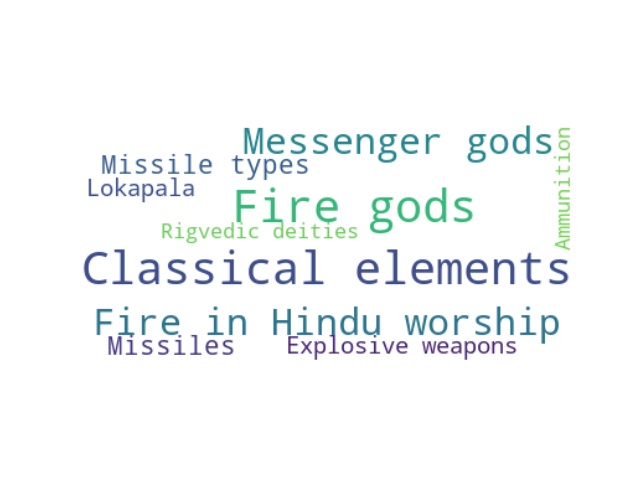 Messenger gods
Missile types
Ammunition
Lokapala
Fire gods
Rigvedic deities
Classical elements
Fire in Hindu worship
Missiles
Explosive weapons